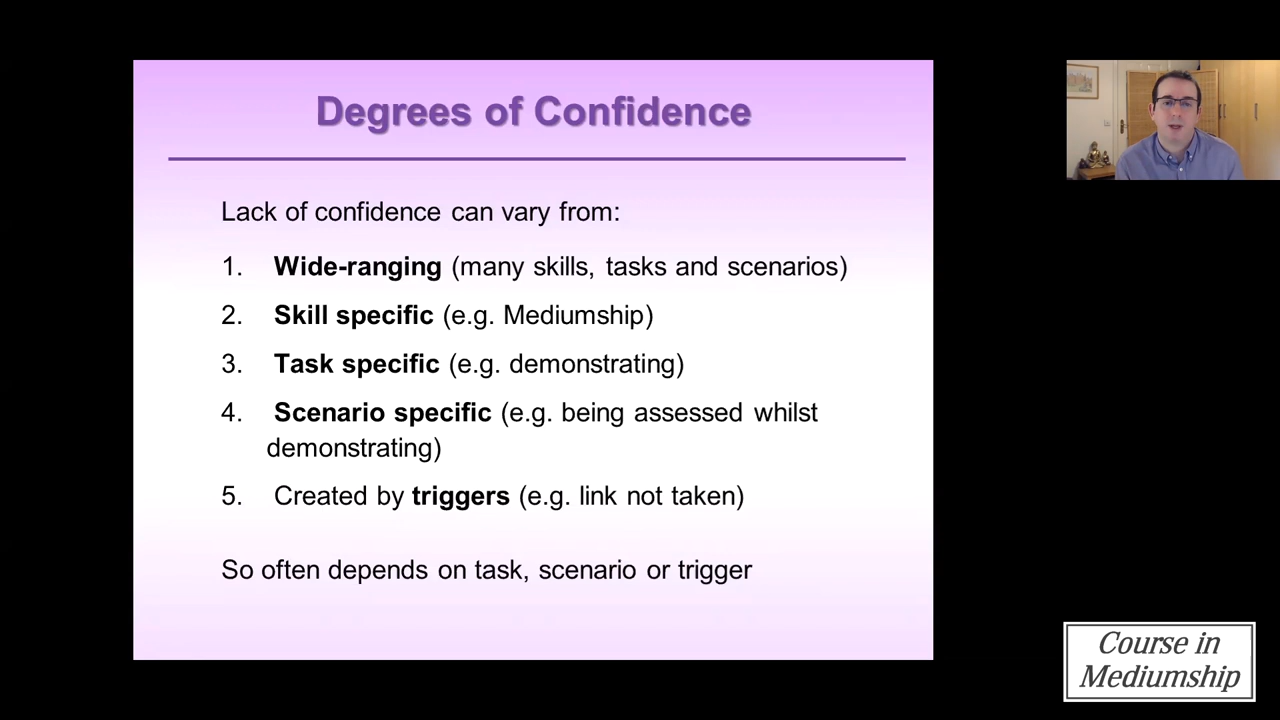 Degrees of Confidence
Lack of confidence can vary from:
1. Wide-ranging (many skills, tasks and scenarios)
2. Skill specific (e.g. Mediumship)
3. Task specific (e.g. demonstrating)
4. Scenario specific (e.g. being assessed whilst
demonstrating)
5. Created by triggers (e.g. link not taken)
So often depends on task, scenario or trigger
Course in
Mediumship